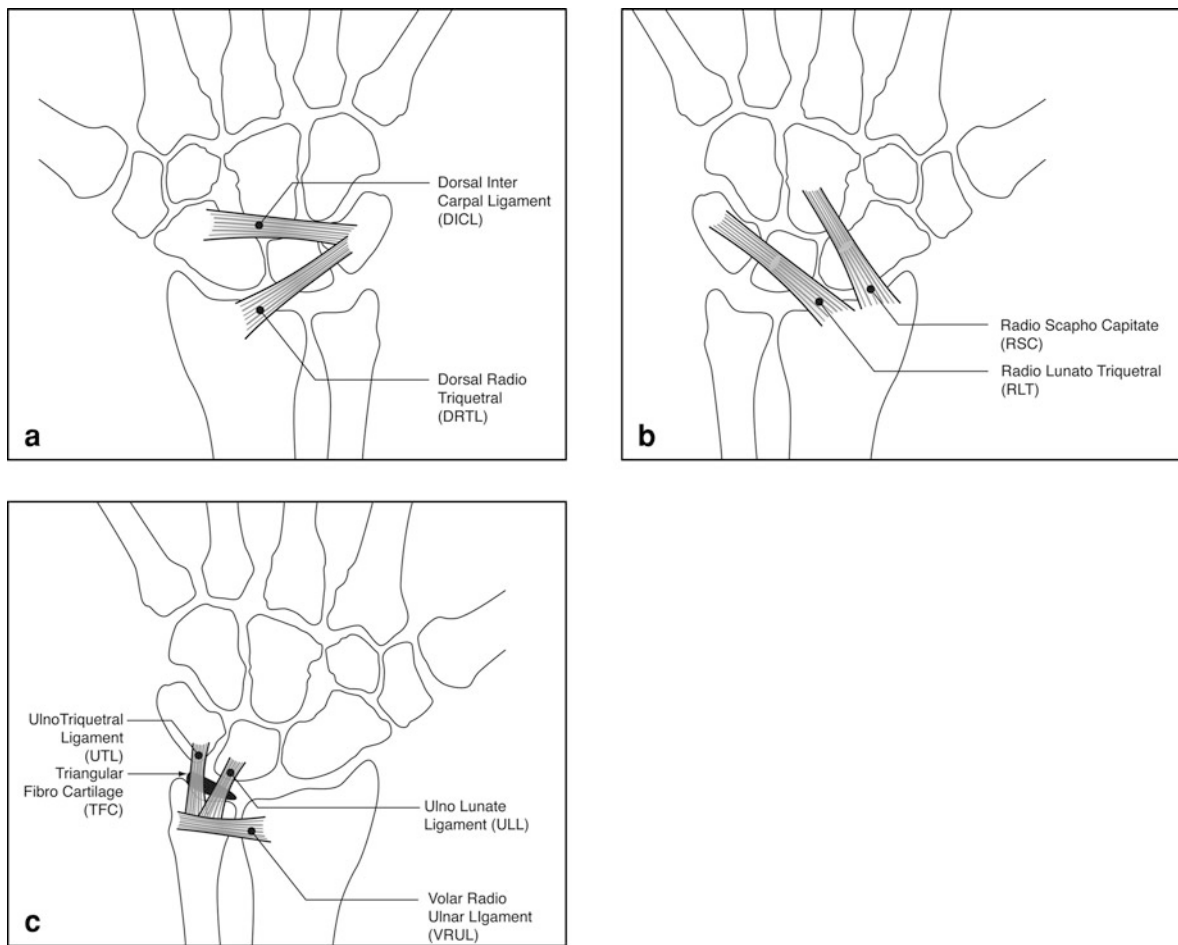 Dorsal Inter
Carpal Ligament
(DICL)
Dorsal Radio
Triquetral
(DRTL)
a
Radio Scapho Capitate
(RSC)
Radio Lunato Triquetral
(RLT)
b
UlnoTriquetral
Ligament
(UTL)
Triangular
Fibro Cartilage
(TFC)
Ulno Lunate
Ligament (ULL)
Volar Radio
Ulnar LIgament
(VRUL)
c